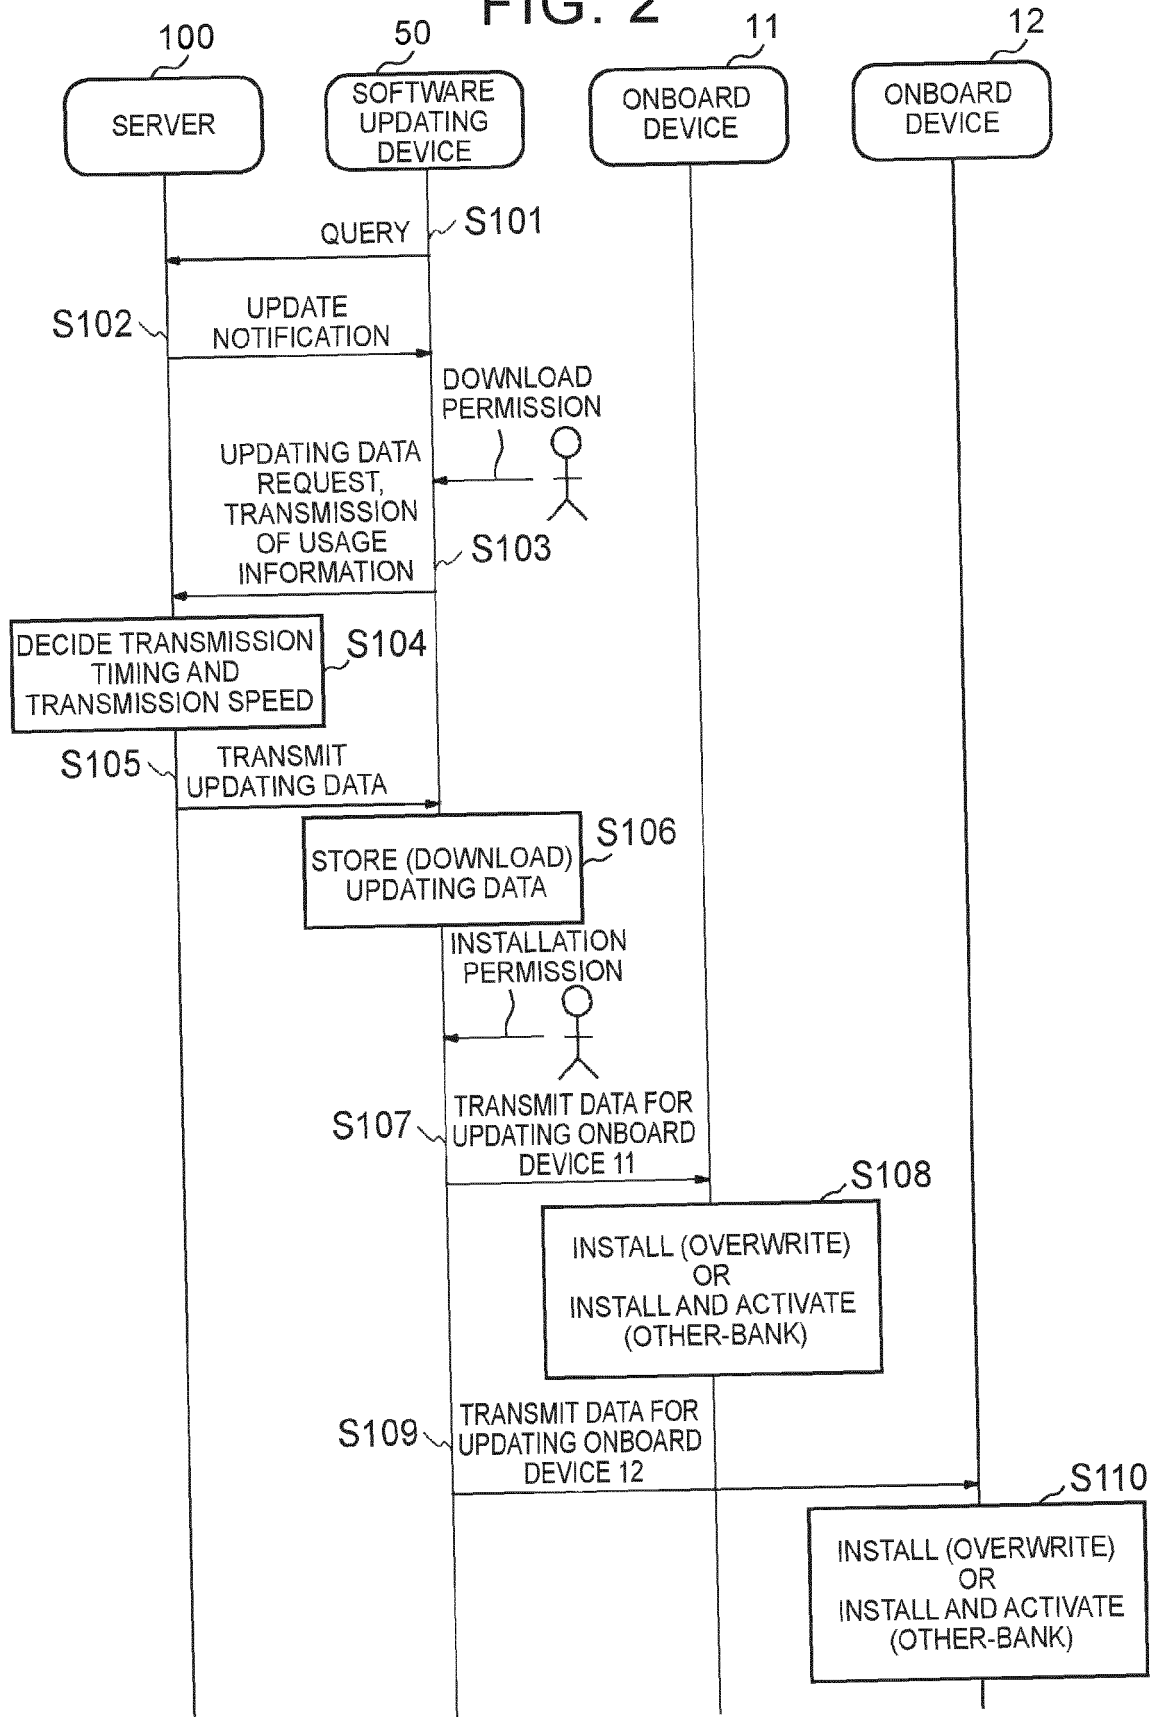 FIG. 2
100
50
11
12
SERVER
SOFTWARE
UPDATING
DEVICE
ONBOARD
DEVICE
ONBOARD
DEVICE
QUERY
S101
S102
UPDATE
NOTIFICATION
DOWNLOAD
PERMISSION
UPDATING DATA
REQUEST,
TRANSMISSION
OF USAGE
INFORMATION
S103
DECIDE TRANSMISSION
TIMING AND
TRANSMISSION SPEED
S104
S105
TRANSMIT
UPDATING DATA
STORE (DOWNLOAD)
UPDATING DATA
S106
INSTALLATION
PERMISSION
S107
TRANSMIT DATA FOR
UPDATING ONBOARD
DEVICE 11
S108
INSTALL (OVERWRITE)
OR
INSTALL AND ACTIVATE
(OTHER-BANK)
S109
TRANSMIT DATA FOR
UPDATING ONBOARD
DEVICE 12
S110
INSTALL (OVERWRITE)
OR
INSTALL AND ACTIVATE
(OTHER-BANK)